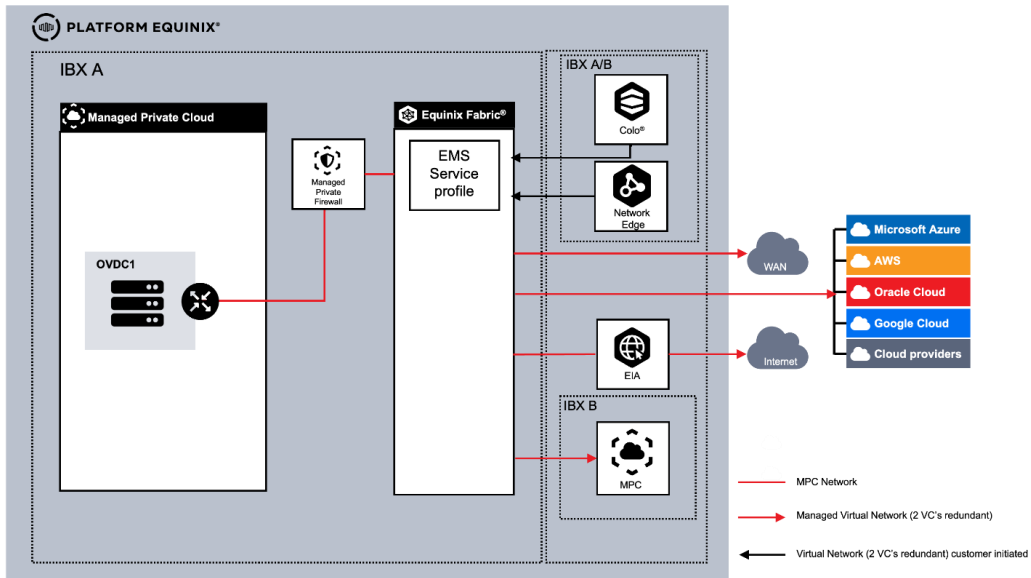 PLATFORM EQUINIX®
IBX A
IBX A/B
Managed Private Cloud
Equinix Fabric®
Colo®
EMS
Service
profile
Managed
Private
Firewall
Network
Edge
OVDC1
WAN
Microsoft Azure
AWS
Oracle Cloud
Google Cloud
Cloud providers
EIA
Internet
IBX B
MPC
MPC Network
Managed Virtual Network (2 VC's redundant)
Virtual Network (2 VC's redundant) customer initiated